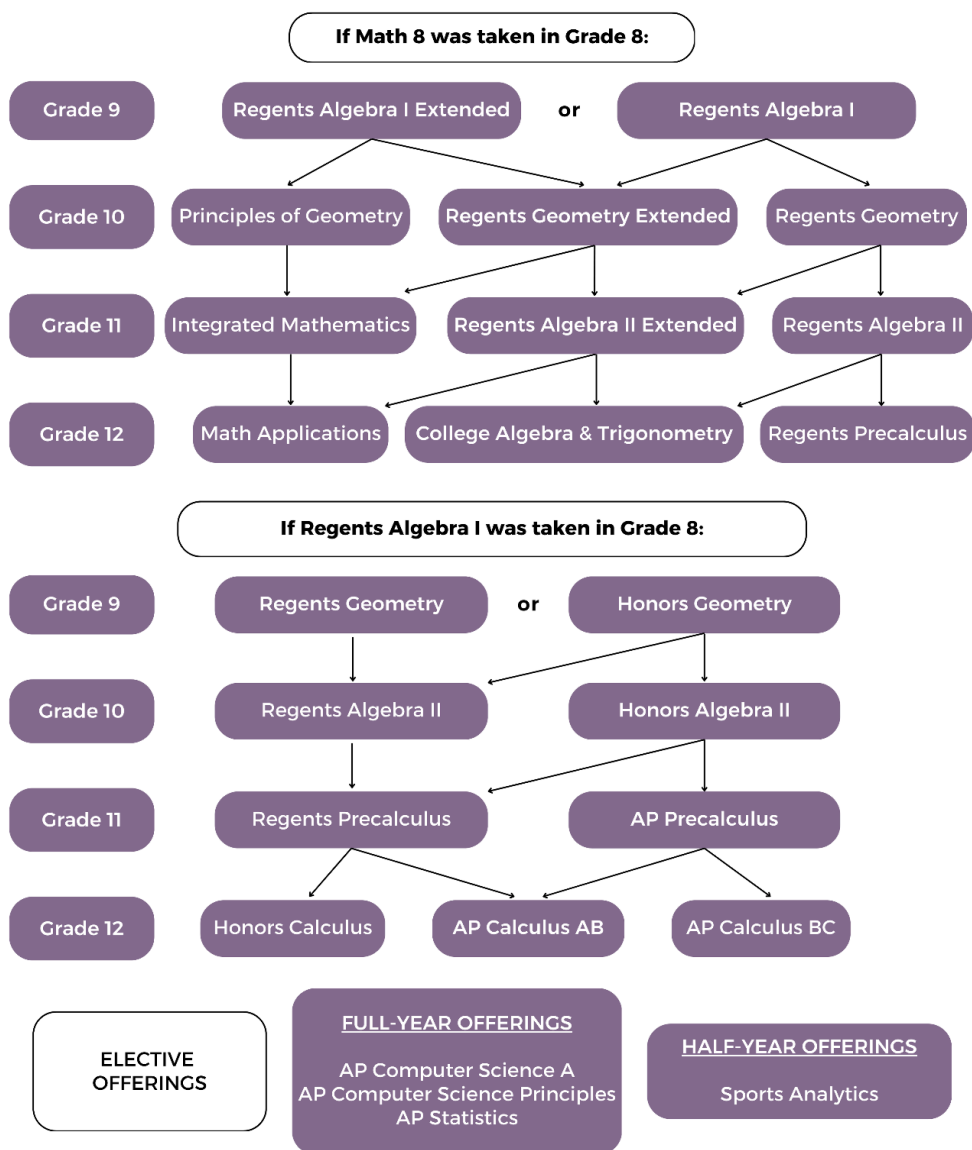 If Math 8 was taken in Grade 8:
Grade 9
Regents Algebra I Extended
or
Regents Algebra I
Grade 10
Principles of Geometry
Regents Geometry Extended
Regents Geometry
Grade 11
Integrated Mathematics
Regents Algebra II Extended
Regents Algebra II
Grade 12
Math Applications
College Algebra & Trigonometry
Regents Precalculus
If Regents Algebra I was taken in Grade 8:
Grade 9
Regents Geometry
or
Honors Geometry
Grade 10
Regents Algebra II
Honors Algebra II
Grade 11
Regents Precalculus
AP Precalculus
Grade 12
Honors Calculus
AP Calculus AB
AP Calculus BC
ELECTIVE
OFFERINGS
FULL-YEAR OFFERINGS
AP Computer Science A
AP Computer Science Principles
AP Statistics
HALF-YEAR OFFERINGS
Sports Analytics